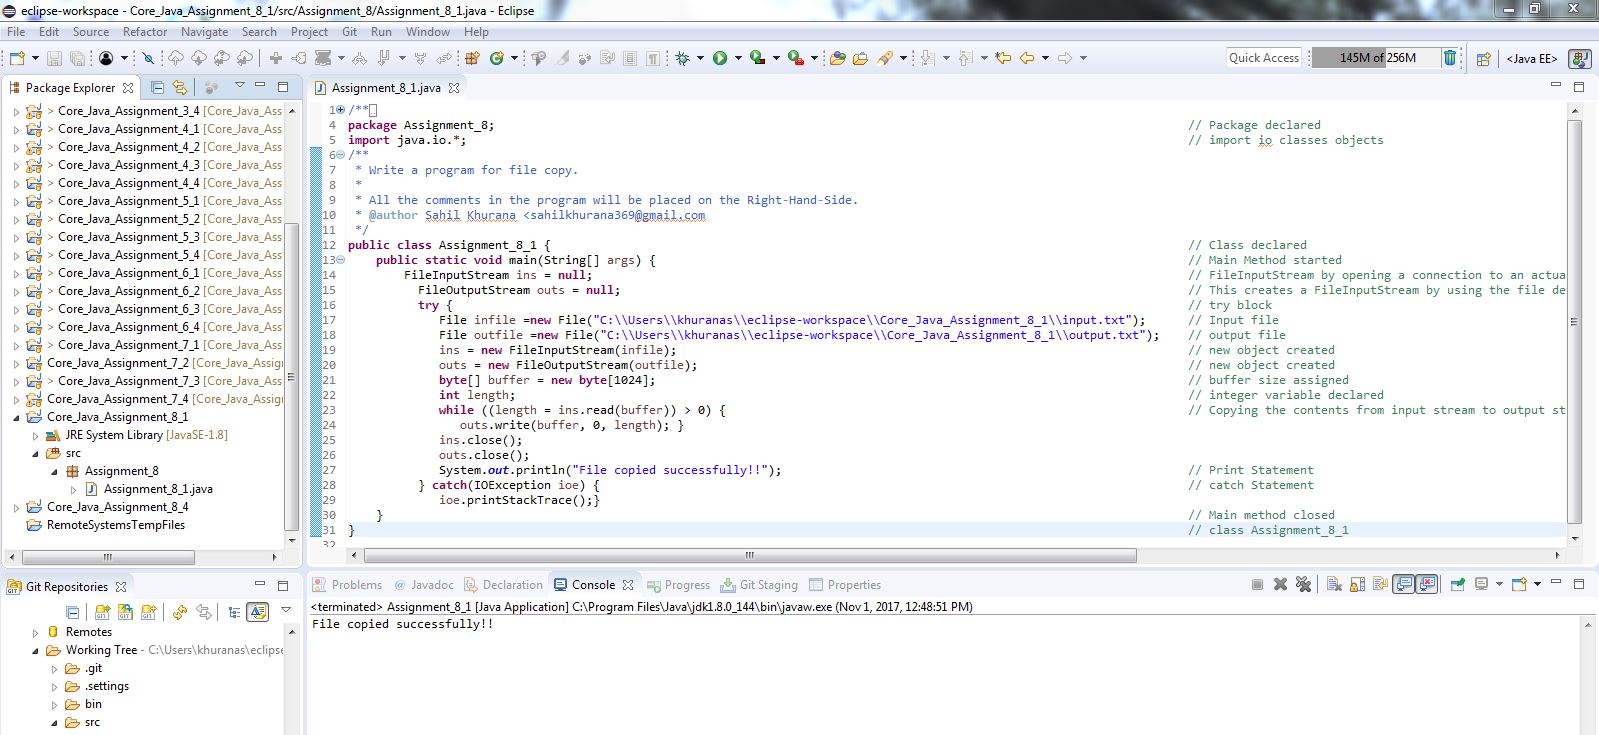 eclipse-workspace - Core_Java_Assignment_8_1/src/Assignment_8/Assignment_8_1.java - Eclipse
File Edit Source Refactor Navigate Search Project Git Run Window Help
Quick Access
145M of 256M
<Java EE>
Package Explorer
> Core_Java_Assignment_3_4 [Core_Java_Ass
> Core_Java_Assignment_4_1 [Core_Java_Ass
> Core_Java_Assignment_4_2 [Core_Java_Ass
> Core_Java_Assignment_4_3 [Core_Java_Ass
> Core_Java_Assignment_4_4 [Core_Java_Ass
> Core_Java_Assignment_5_1 [Core_Java_Ass
> Core_Java_Assignment_5_2 [Core_Java_Ass
> Core_Java_Assignment_5_3 [Core_Java_Ass
> Core_Java_Assignment_5_4 [Core_Java_Ass
> Core_Java_Assignment_6_1 [Core_Java_Ass
> Core_Java_Assignment_6_2 [Core_Java_Ass
> Core_Java_Assignment_6_3 [Core_Java_Ass
> Core_Java_Assignment_6_4 [Core_Java_Ass
> Core_Java_Assignment_7_1 [Core_Java_Ass
Core_Java_Assignment_7_2 [Core_Java_Assign
> Core_Java_Assignment_7_3 [Core_Java_Ass
Core_Java_Assignment_7_4 [Core_Java_Assign
Core_Java_Assignment_8_1
JRE System Library [JavaSE-1.8]
src
Assignment_8
Assignment_8_1.java
Core_Java_Assignment_8_4
RemoteSystemsTempFiles
Assignment_8_1.java
1 /**
4 package Assignment_8; // Package declared
5 import java.io.*; // import io classes objects
6 /**
7 * Write a program for file copy.
8 *
9 * All the comments in the program will be placed on the Right-Hand-Side.
10 * @author Sahil Khurana <sahilkhurana369@gmail.com
11 */
12 public class Assignment_8_1 { // Class declared
13 public static void main(String[] args) { // Main Method started
14 FileInputStream ins = null; // FileInputStream by opening a connection to an actua
15 FileOutputStream outs = null; // This creates a FileInputStream by using the file de
16 try { // try block
17 File infile =new File("C:\\Users\\khuranas\\eclipse-workspace\\Core_Java_Assignment_8_1\\input.txt"); // Input file
18 File outfile =new File("C:\\Users\\khuranas\\eclipse-workspace\\Core_Java_Assignment_8_1\\output.txt"); // output file
19 ins = new FileInputStream(infile); // new object created
20 outs = new FileOutputStream(outfile); // new object created
21 byte[] buffer = new byte[1024]; // buffer size assigned
22 int length; // integer variable declared
23 while ((length = ins.read(buffer)) > 0) { // Copying the contents from input stream to output st
24 outs.write(buffer, 0, length); }
25 ins.close();
26 outs.close();
27 System.out.println("File copied successfully!!"); // Print Statement
28 } catch(IOException ioe) { // catch Statement
29 ioe.printStackTrace();}
30 } // Main method closed
31 } // class Assignment_8_1
32
Git Repositories
Remotes
Working Tree - C:\Users\khuranas\eclipse
.git
.settings
bin
src
Problems @ Javadoc Declaration Console Progress Git Staging Properties
<terminated> Assignment_8_1 [Java Application] C:\Program Files\Java\jdk1.8.0_144\bin\javaw.exe (Nov 1, 2017, 12:48:51 PM)
File copied successfully!!